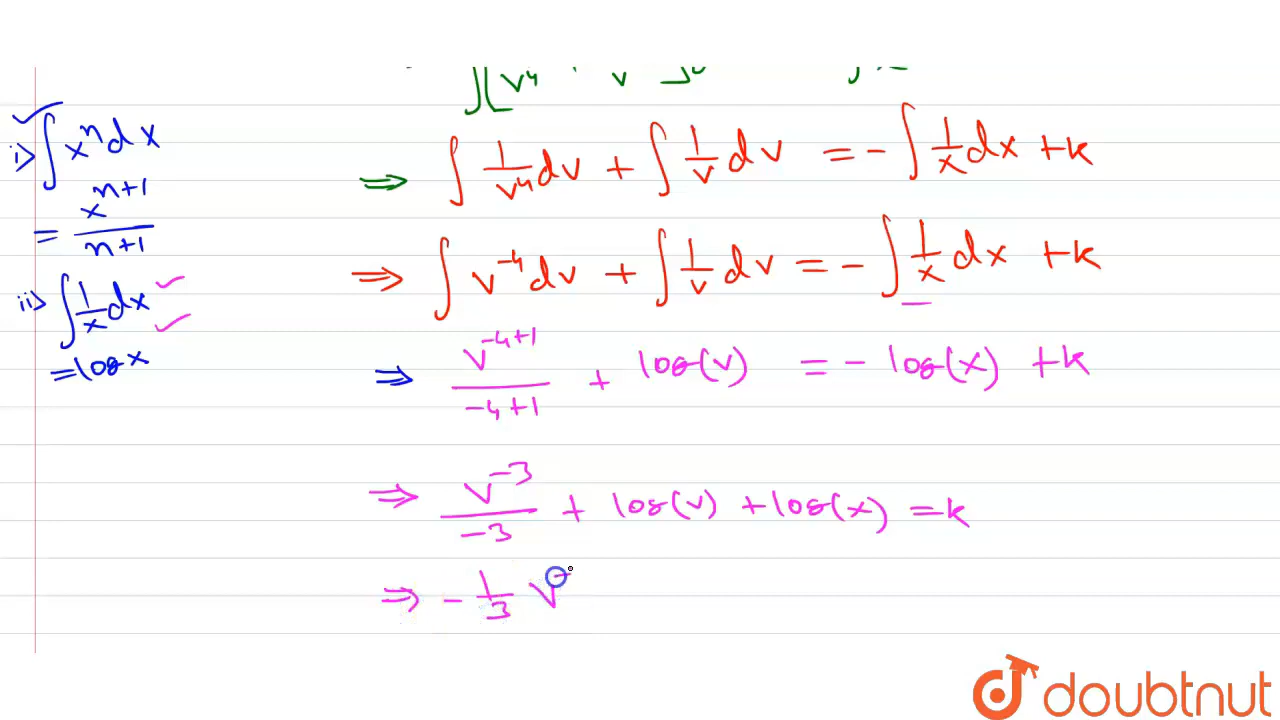 i) ∫ xⁿ dx
= xⁿ⁺¹/n+1
ii) ∫ 1/x dx
= log x
⇒ ∫ 1/v⁴ dv + ∫ 1/v dv = - ∫ 1/x dx + k
⇒ ∫ v⁻⁴ dv + ∫ 1/v dv = - ∫ 1/x dx + k
⇒ v⁻⁴⁺¹/-4+1 + log(v) = - log(x) + k
⇒ v⁻³/-3 + log(v) + log(x) = k
⇒ - 1/3 v
doubtnut